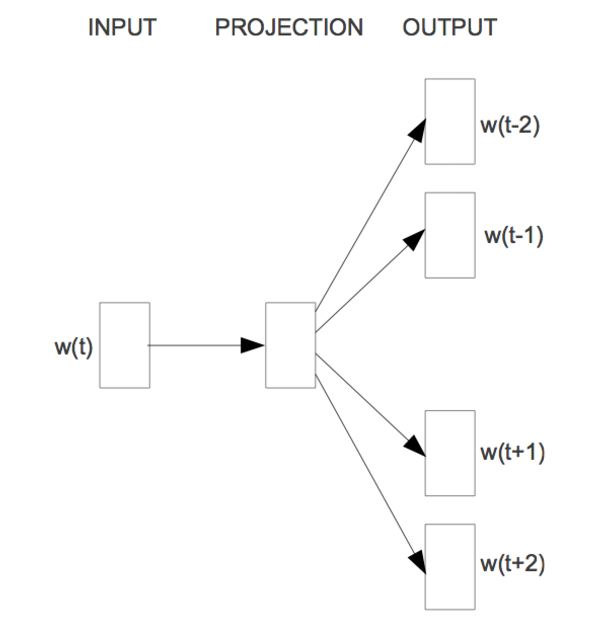 INPUT PROJECTION OUTPUT
w(t-2)
w(t-1)
w(t)
w(t+1)
w(t+2)